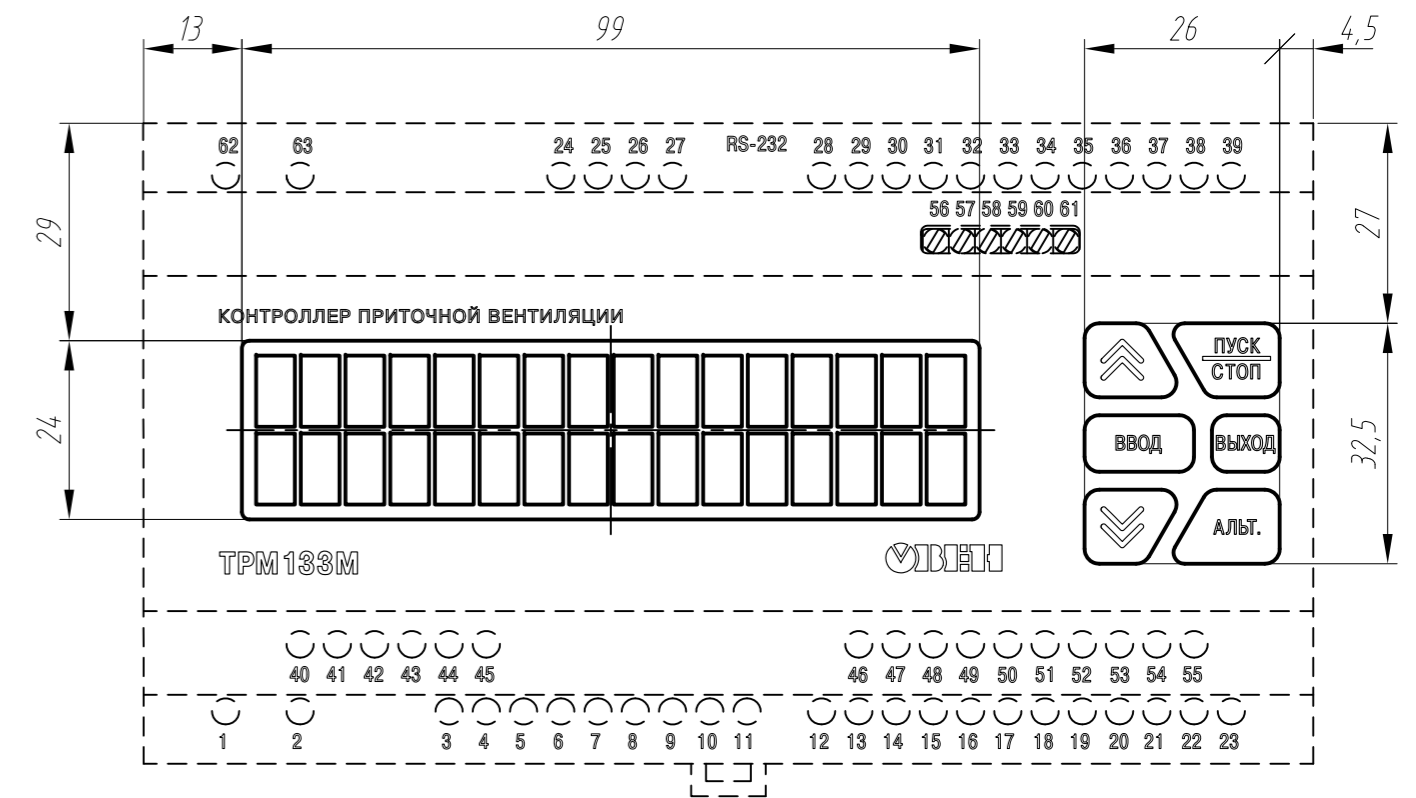 13 99 26 4,5
62 63 24 25 26 27 RS-232 28 29 30 31 32 33 34 35 36 37 38 39
56 57 58 59 60 61
29
27
КОНТРОЛЛЕР ПРИТОЧНОЙ ВЕНТИЛЯЦИИ
ПУСК
СТОП
24
ВВОД ВЫХОД
32,5
АЛЬТ.
ТРМ133М ОВЕН
40 41 42 43 44 45 46 47 48 49 50 51 52 53 54 55
1 2 3 4 5 6 7 8 9 10 11 12 13 14 15 16 17 18 19 20 21 22 23